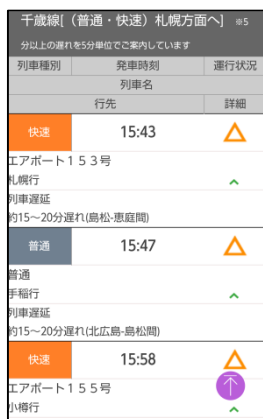 千歳線[（普通・快速）札幌方面へ] ※5
分以上の遅れを5分単位でご案内しています
列車種別 発車時刻 運行状況
列車名
行先 詳細
快速 15:43
エアポート１５３号
札幌行
列車遅延
約15～20分遅れ(島松-恵庭間)
普通 15:47
普通
手稲行
列車遅延
約15～20分遅れ(北広島-島松間)
快速 15:58
エアポート１５５号
小樽行